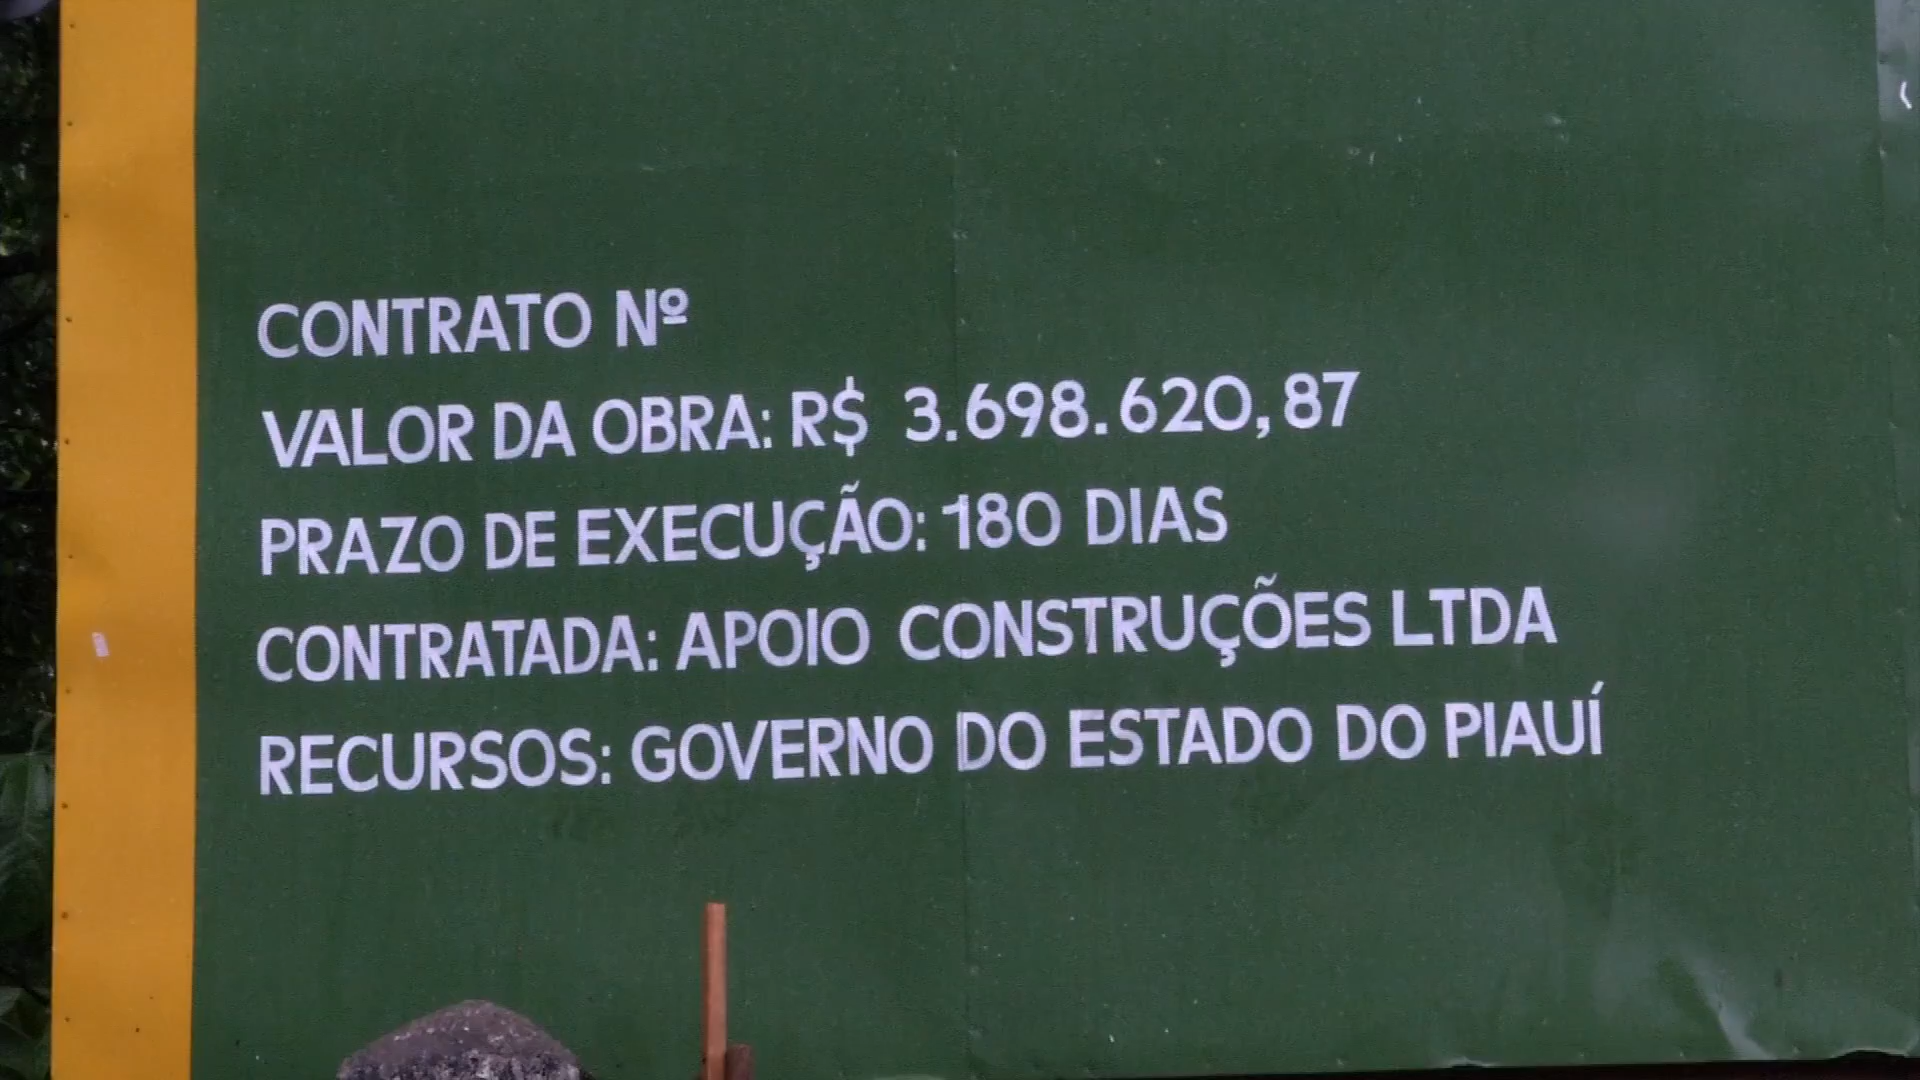 CONTRATO Nº
VALOR DA OBRA: R$ 3.698.620,87
PRAZO DE EXECUÇÃO: 180 DIAS
CONTRATADA: APOIO CONSTRUÇÕES LTDA
RECURSOS: GOVERNO DO ESTADO DO PIAUÍ